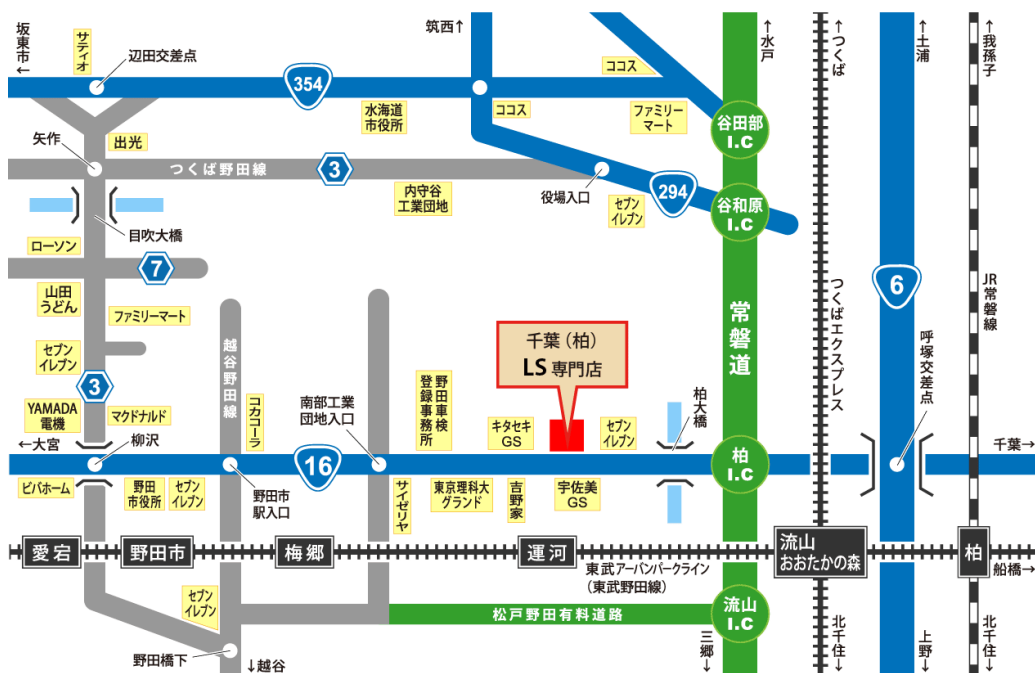 坂東市←
サティオ
辺田交差点
354
水海道
市役所
筑西↑
ココス
ココス
ファミリー
マート
↑水戸
谷田部
I.C
↑つくば
↑土浦
↑我孫子
矢作
出光
つくば野田線
3
内守谷
工業団地
役場入口
294
セブン
イレブン
谷和原
I.C
目吹大橋
ローソン
7
山田
うどん
ファミリーマート
セブン
イレブン
3
YAMADA
電機
マクドナルド
←大宮
柳沢
越谷野田線
コカコーラ
南部工業
団地入口
野田車検
登録事務所
千葉（柏）
LS 専門店
キタセキ
GS
セブン
イレブン
柏大橋
常磐道
つくばエクスプレス
6
JR常磐線
呼塚交差点
千葉→
16
柏
I.C
ビバホーム
野田
市役所
セブン
イレブン
野田市
駅入口
サイゼリヤ
東京理科大
グランド
吉野家
宇佐美
GS
愛宕
野田市
梅郷
運河
東武アーバンパークライン
（東武野田線）
流山
おおたかの森
柏
船橋→
セブン
イレブン
松戸野田有料道路
流山
I.C
野田橋下
↓越谷
三郷↓
北千住↓
上野↓
北千住↓